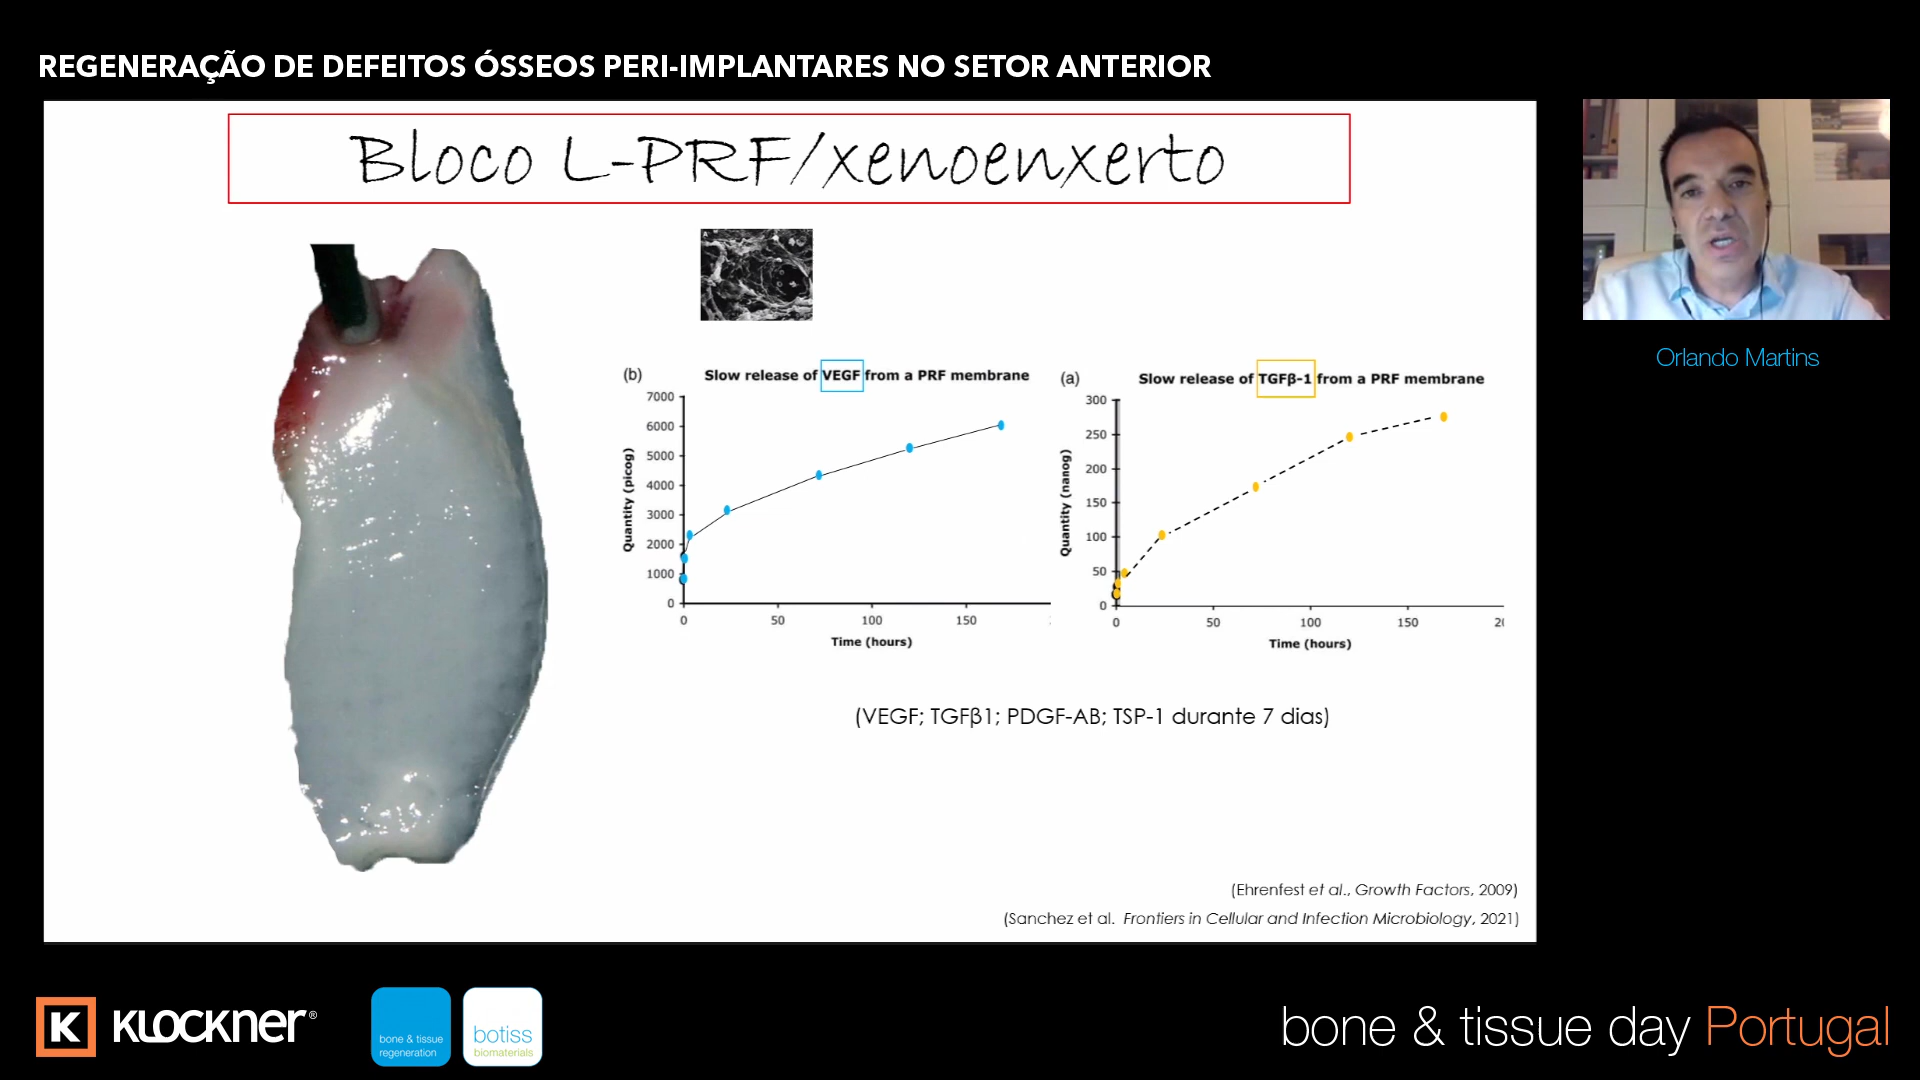 REGENERAÇÃO DE DEFEITOS ÓSSEOS PERI-IMPLANTARES NO SETOR ANTERIOR
Bloco L-PRF/xenoenxerto
Orlando Martins
A
(b)
Slow release of VEGF from a PRF membrane
Quantity (picog)
7000
6000
5000
4000
3000
2000
1000
0
0 50 100 150
Time (hours)
(a)
Slow release of TGFβ-1 from a PRF membrane
Quantity (nanog)
300
250
200
150
100
50
0
0 50 100 150
Time (hours)
(VEGF; TGFβ1; PDGF-AB; TSP-1 durante 7 dias)
(Ehrenfest et al., Growth Factors, 2009)
(Sanchez et al. Frontiers in Cellular and Infection Microbiology, 2021)
K KLOCKNER®
bone & tissue
regeneration
botiss
biomaterials
bone & tissue day Portugal